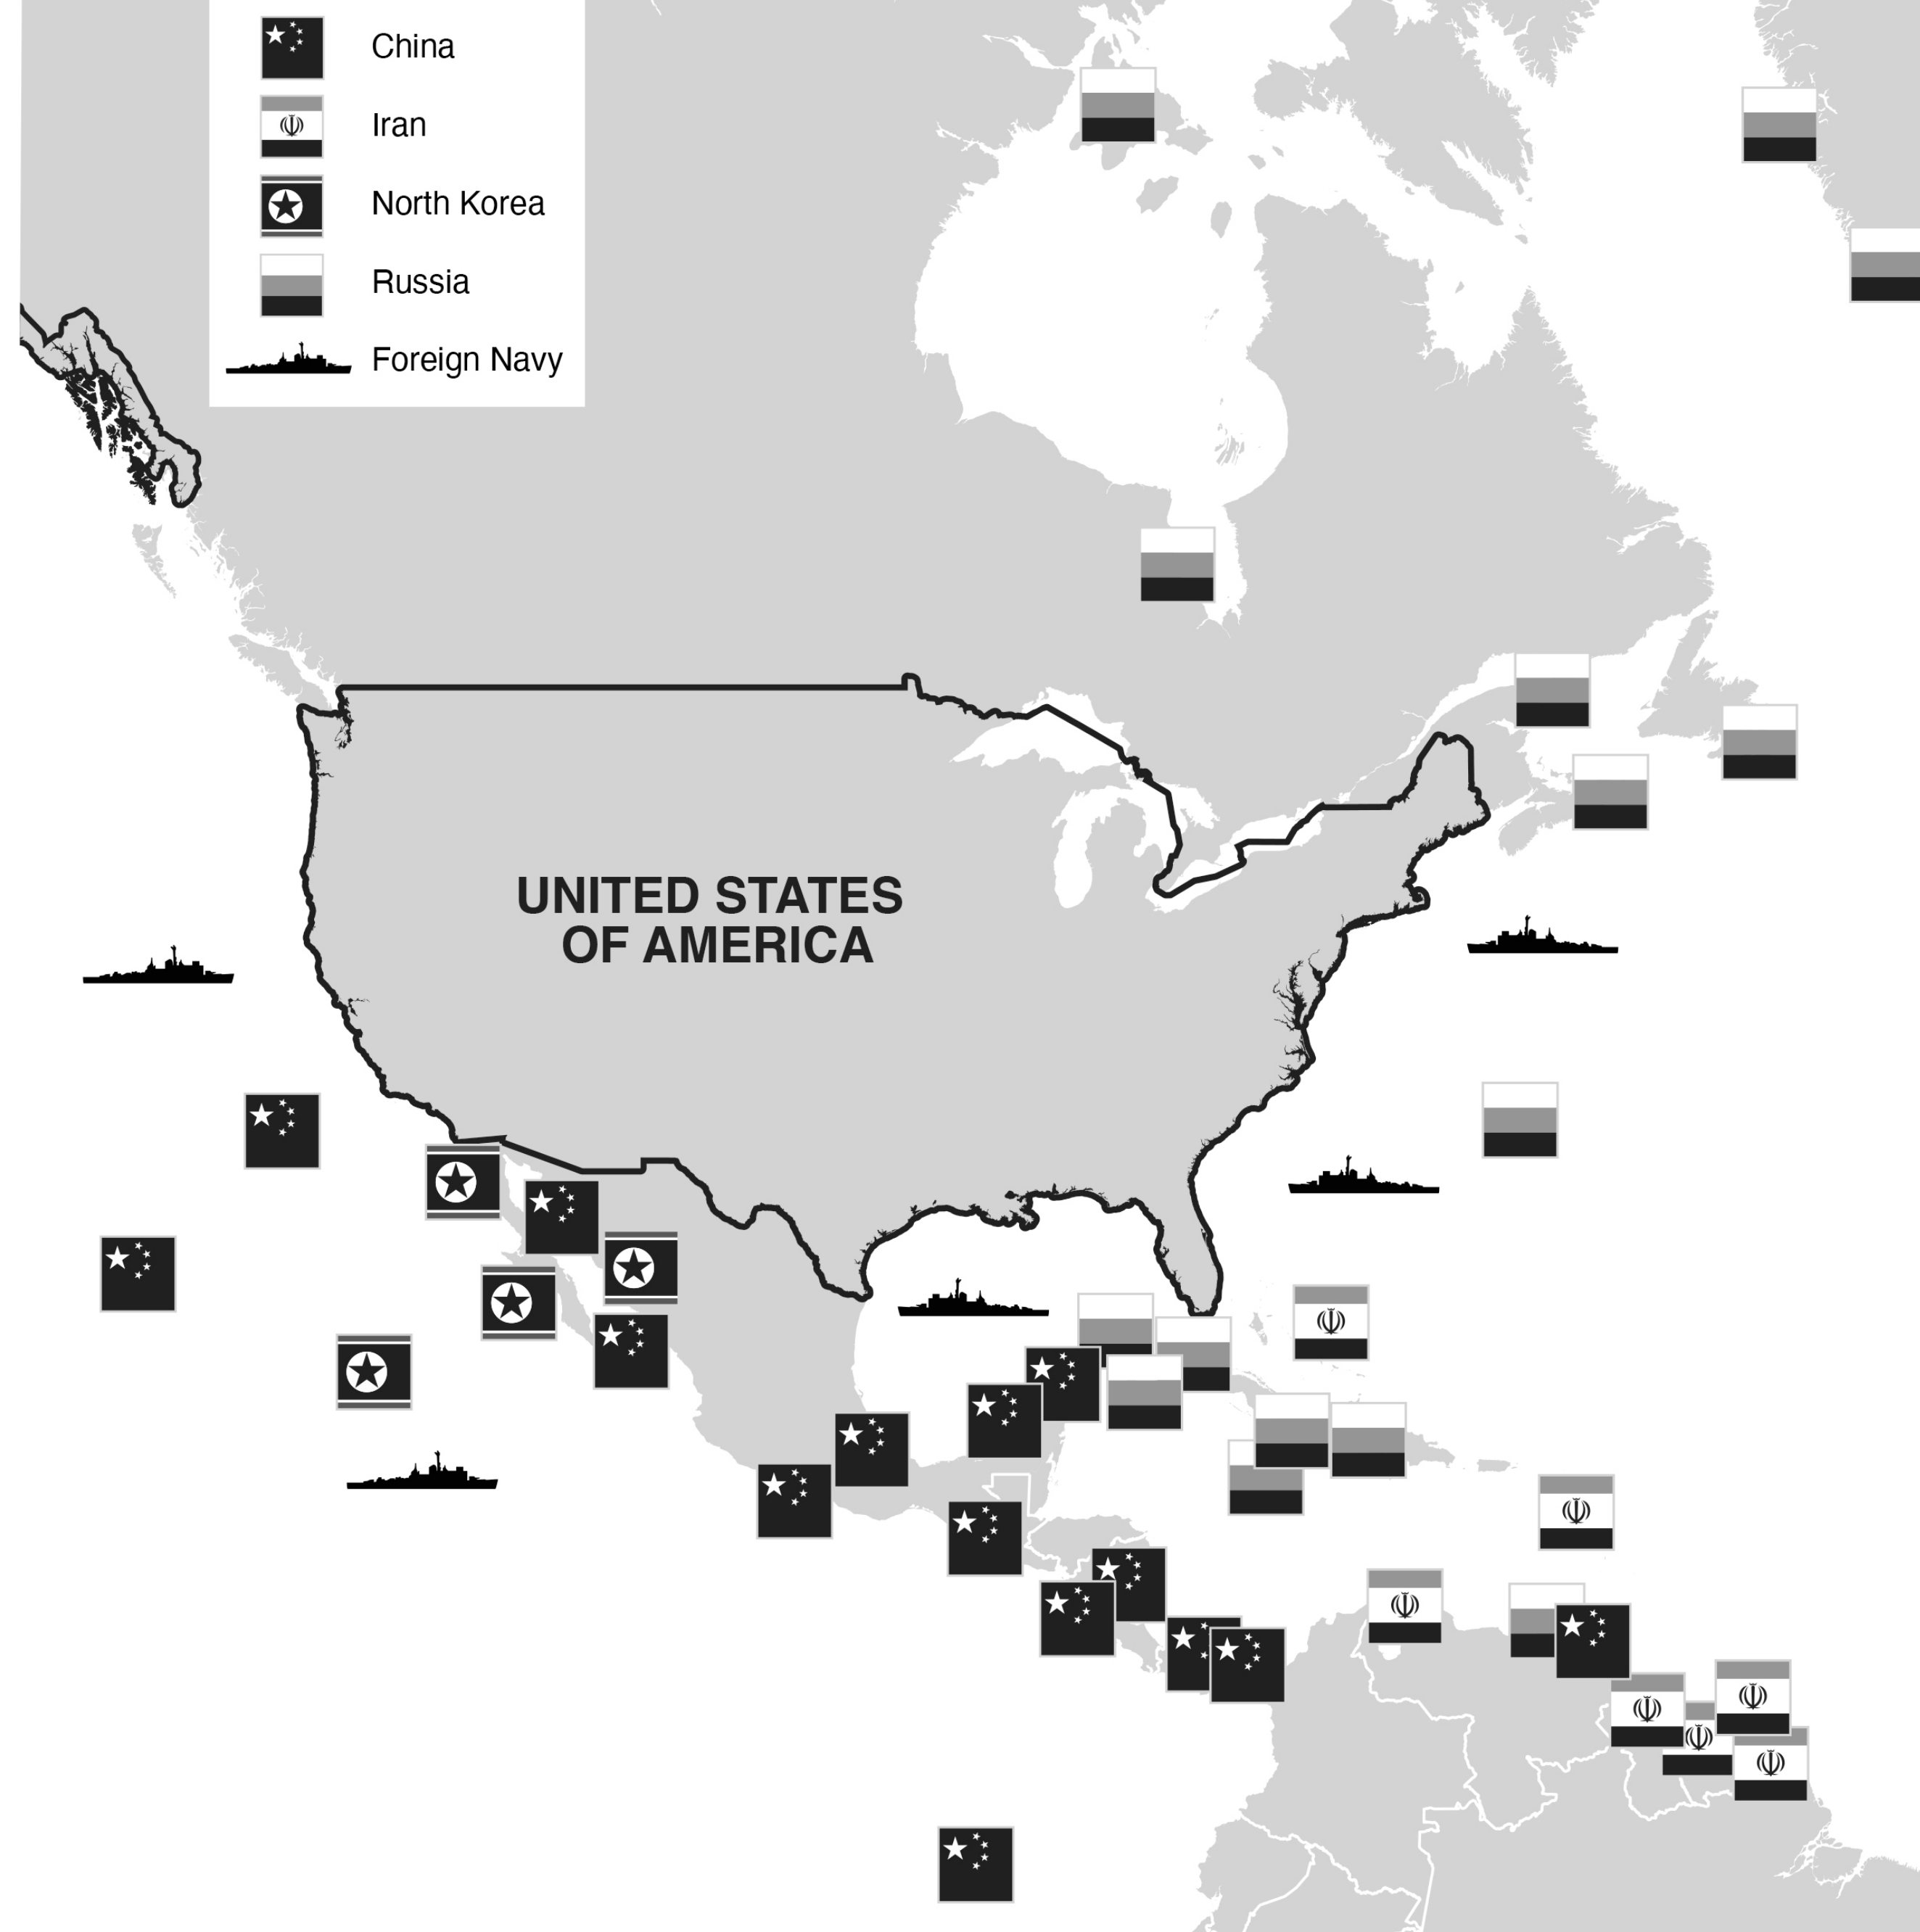 China
Iran
North Korea
Russia
Foreign Navy
UNITED STATES
OF AMERICA